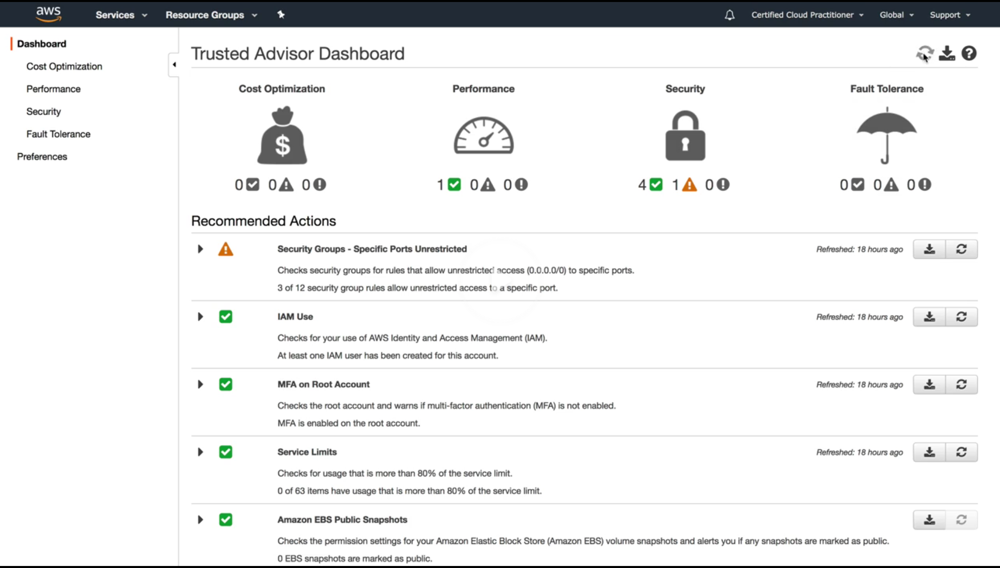 aws Services Resource Groups Certified Cloud Practitioner Global Support
Dashboard
Cost Optimization
Performance
Security
Fault Tolerance
Preferences
Trusted Advisor Dashboard
Cost Optimization Performance Security Fault Tolerance
$
0 0 0 1 0 0 4 1 0 0 0 0
Recommended Actions
Security Groups - Specific Ports Unrestricted Refreshed: 18 hours ago
Checks security groups for rules that allow unrestricted access (0.0.0.0/0) to specific ports.
3 of 12 security group rules allow unrestricted access to a specific port.
IAM Use Refreshed: 18 hours ago
Checks for your use of AWS Identity and Access Management (IAM).
At least one IAM user has been created for this account.
MFA on Root Account Refreshed: 18 hours ago
Checks the root account and warns if multi-factor authentication (MFA) is not enabled.
MFA is enabled on the root account.
Service Limits Refreshed: 18 hours ago
Checks for usage that is more than 80% of the service limit.
0 of 63 items have usage that is more than 80% of the service limit.
Amazon EBS Public Snapshots
Checks the permission settings for your Amazon Elastic Block Store (Amazon EBS) volume snapshots and alerts you if any snapshots are marked as public.
0 EBS snapshots are marked as public.